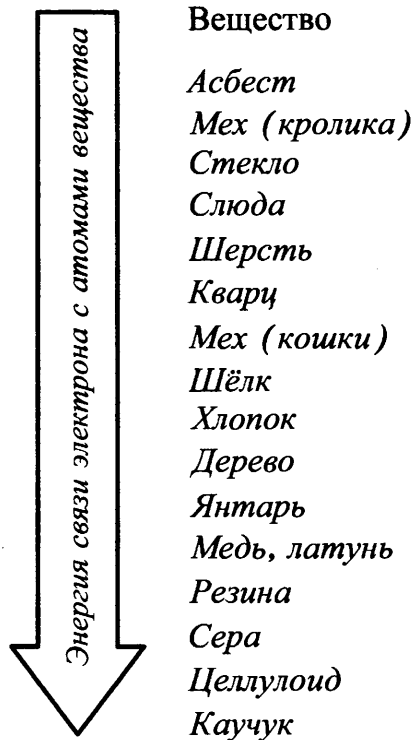 Энергия связи электрона с атомами вещества
Вещество
Асбест
Мех (кролика)
Стекло
Слюда
Шерсть
Кварц
Мех (кошки)
Шёлк
Хлопок
Дерево
Янтарь
Медь, латунь
Резина
Сера
Целлулоид
Каучук